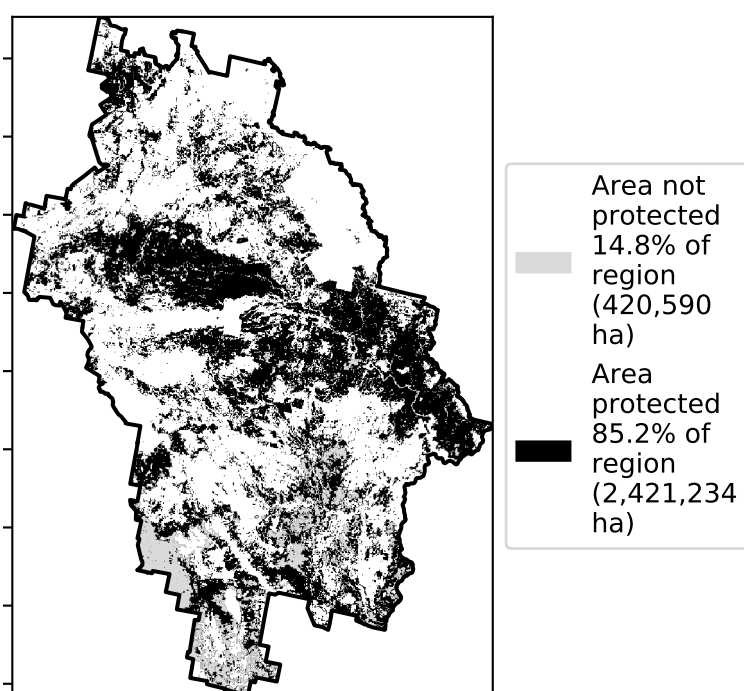 Area not
protected
14.8% of
region
(420,590
ha)
Area
protected
85.2% of
region
(2,421,234
ha)